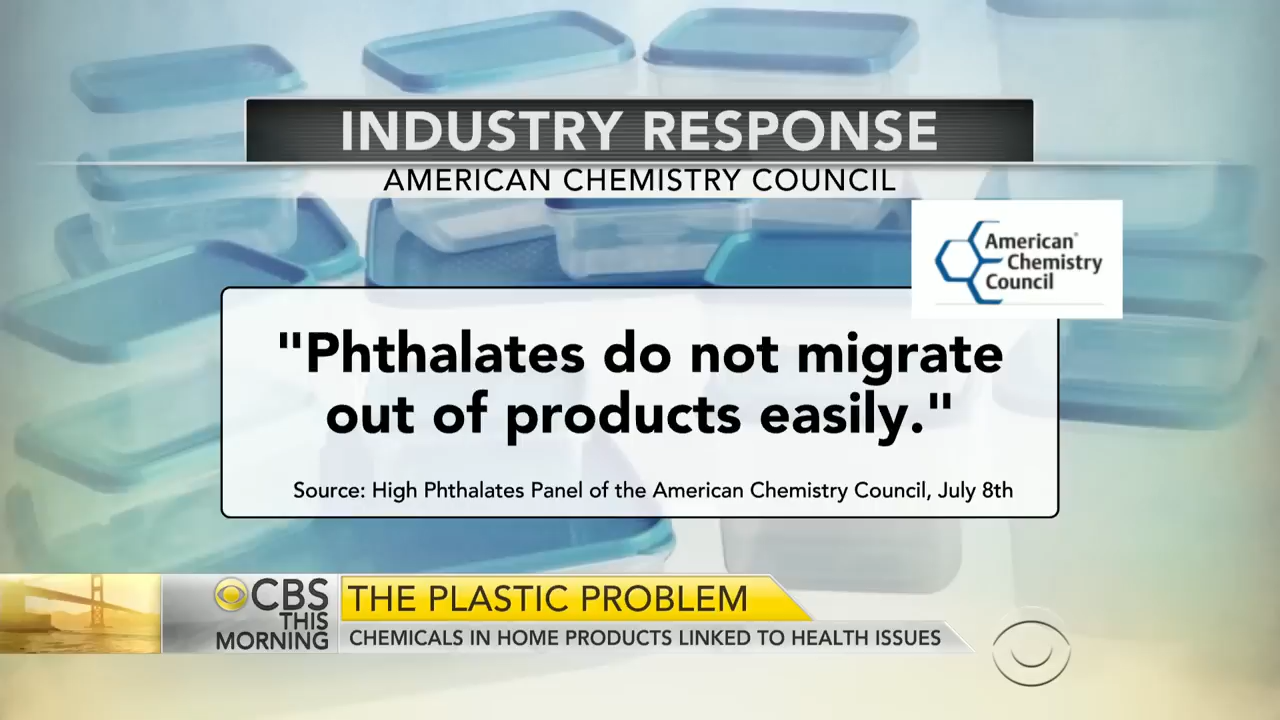 INDUSTRY RESPONSE
AMERICAN CHEMISTRY COUNCIL
American®
Chemistry
Council
"Phthalates do not migrate
out of products easily."
Source: High Phthalates Panel of the American Chemistry Council, July 8th
CBS
THIS
MORNING
THE PLASTIC PROBLEM
CHEMICALS IN HOME PRODUCTS LINKED TO HEALTH ISSUES